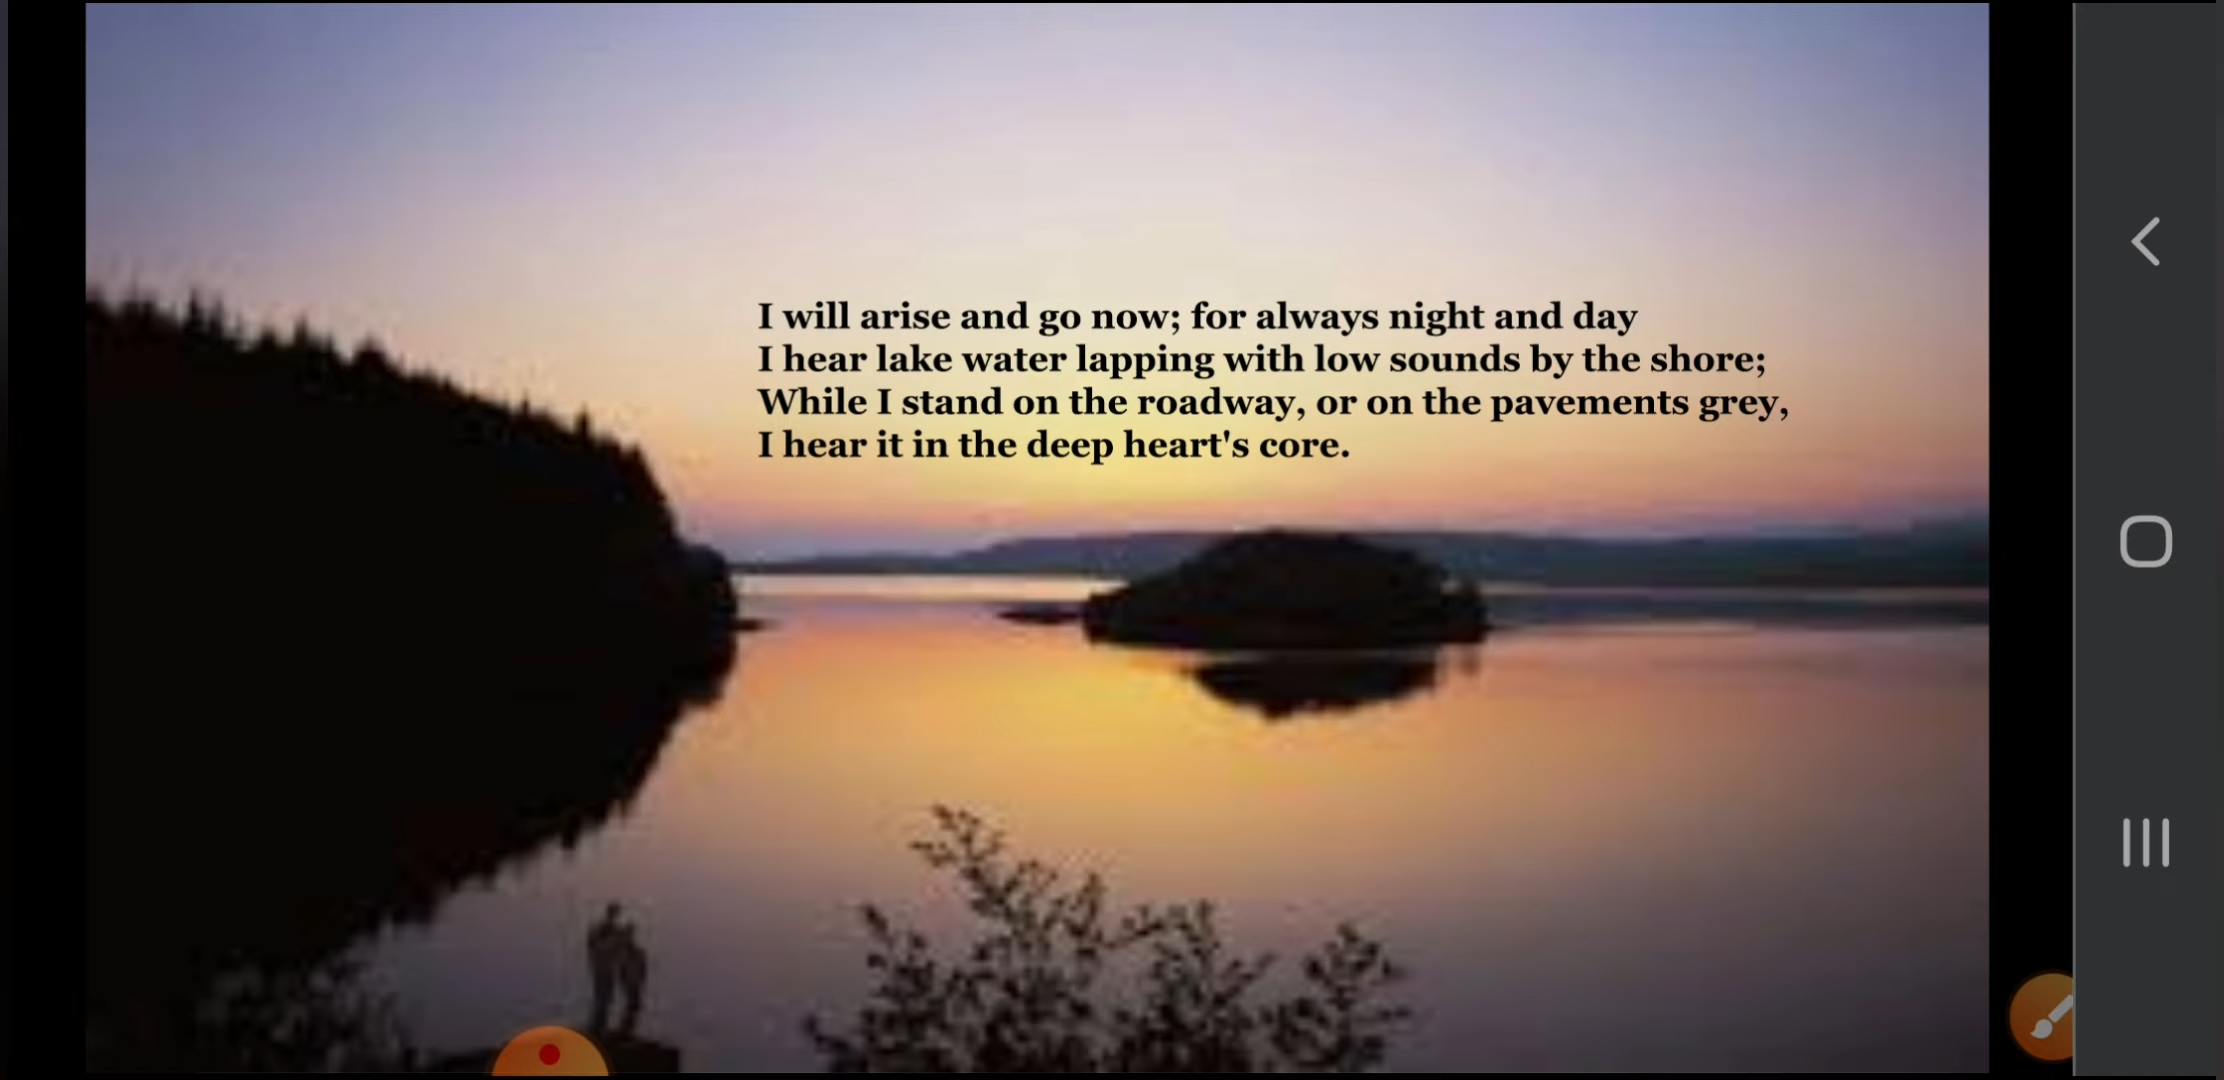 I will arise and go now; for always night and day
I hear lake water lapping with low sounds by the shore;
While I stand on the roadway, or on the pavements grey,
I hear it in the deep heart's core.